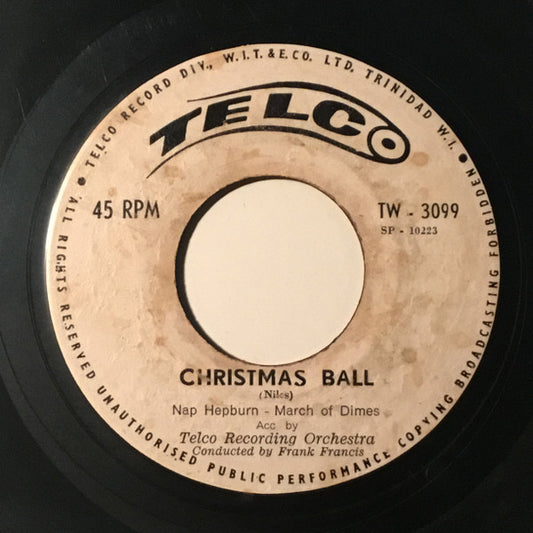 • TELCO RECORD DIV., W.I.T. & E. CO. LTD. TRINIDAD W.I. •
TELCO
45 RPM
TW - 3099
SP - 10223
CHRISTMAS BALL
(Niles)
Nap Hepburn - March of Dimes
Acc by
Telco Recording Orchestra
Conducted by Frank Francis
• ALL RIGHTS RESERVED UNAUTHORISED PUBLIC PERFORMANCE COPYING BROADCASTING FORBIDDEN •